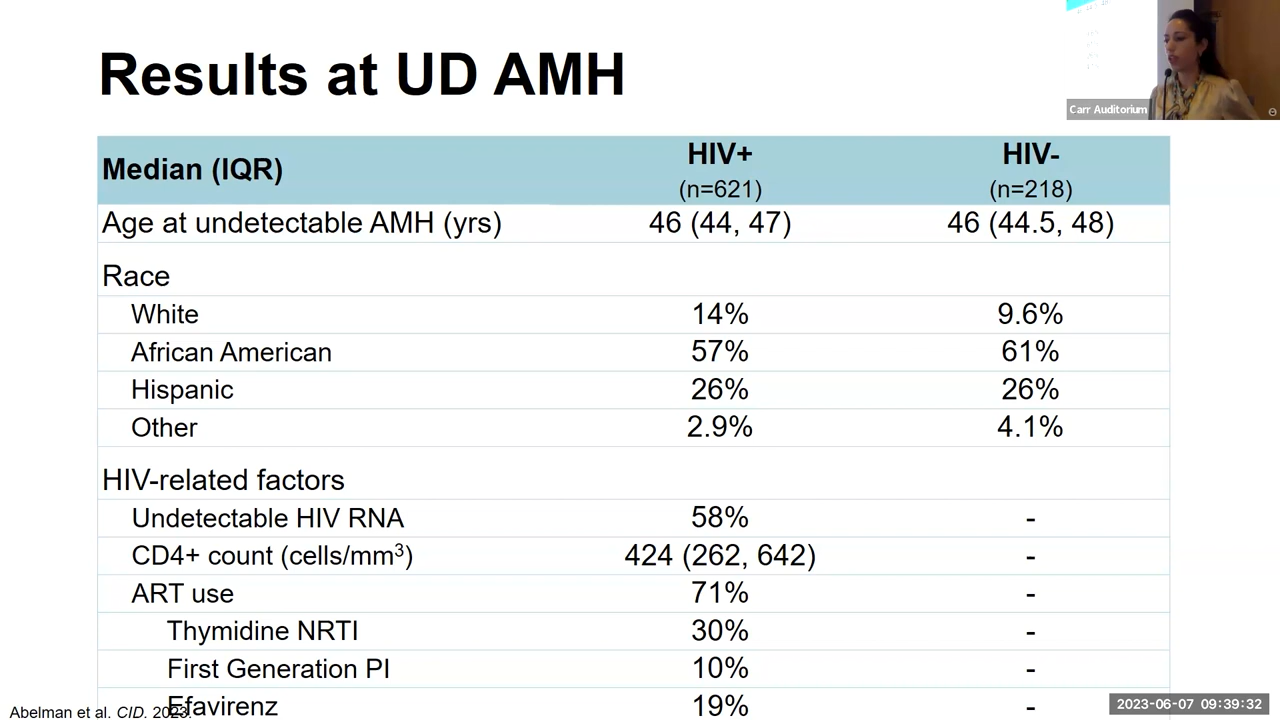 Results at UD AMH
Carr Auditorium
Median (IQR) HIV+ HIV-
(n=621) (n=218)
Age at undetectable AMH (yrs) 46 (44, 47) 46 (44.5, 48)
Race
White 14% 9.6%
African American 57% 61%
Hispanic 26% 26%
Other 2.9% 4.1%
HIV-related factors
Undetectable HIV RNA 58% -
CD4+ count (cells/mm³) 424 (262, 642) -
ART use 71% -
Thymidine NRTI 30% -
First Generation PI 10% -
Efavirenz 19% -
Abelman et al. CID. 2023.
2023-06-07 09:39:32